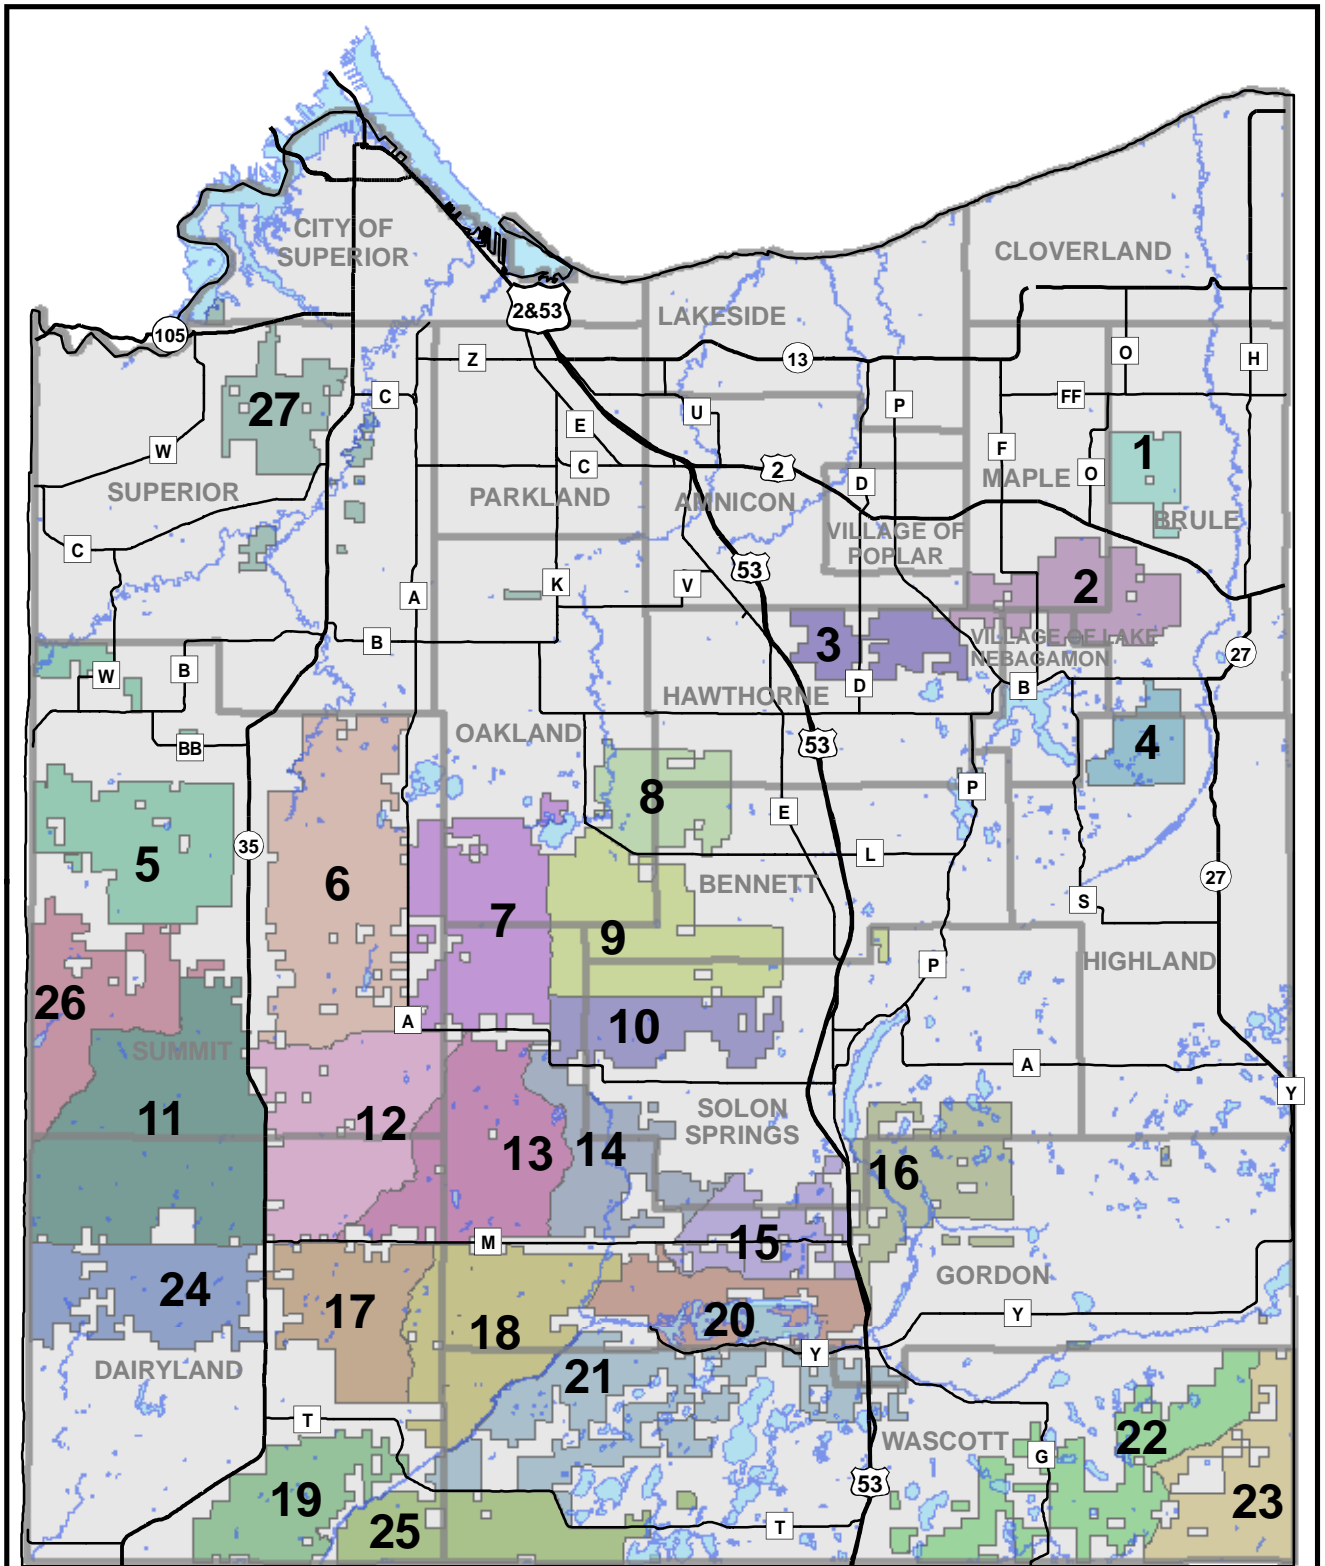 CITY OF
SUPERIOR
CLOVERLAND
2&53
LAKESIDE
105
Z
13
O
H
C
FF
27
P
U
E
W
F
1
C
2
MAPLE
O
D
SUPERIOR
PARKLAND
AMNICON
BRULE
VILLAGE OF
POPLAR
C
53
K
V
2
A
B
3
VILLAGE OF LAKE
NEBAGAMON
27
W
B
D
B
HAWTHORNE
OAKLAND
BB
53
4
8
P
E
35
5
6
L
BENNETT
27
S
7
9
P
HIGHLAND
26
A
10
SUMMIT
A
Y
11
12
SOLON
SPRINGS
13
14
16
M
15
GORDON
24
17
20
Y
18
Y
DAIRYLAND
21
T
22
WASCOTT
G
53
19
23
25
T